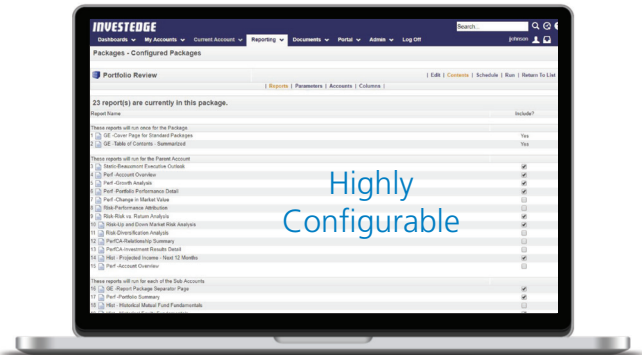 INVESTEDGE
Search...
Dashboards My Accounts Current Account Reporting Documents Portal Admin Log Off johnson
Packages - Configured Packages
Portfolio Review | Edit | Contents | Schedule | Run | Return To List
| Reports | Parameters | Accounts | Columns |
23 report(s) are currently in this package.
Report Name Include?
These reports will run once for the Package
1 GE -Cover Page for Standard Packages Yes
2 GE -Table of Contents - Summarized Yes
These reports will run for the Parent Account
3 Static-Beaumont Executive Outlook
4 Perf -Account Overview
5 Perf -Growth Analysis
6 Perf -Portfolio Performance Detail
7 Perf -Change in Market Value
8 Risk-Performance Attribution
9 Risk-Risk vs. Return Analysis
10 Risk-Up and Down Market Risk Analysis
11 Risk-Diversification Analysis
12 PerfCA-Relationship Summary
13 PerfCA-Investment Results Detail
14 Hist - Projected Income - Next 12 Months
15 Perf -Account Overview
These reports will run for each of the Sub Accounts
16 GE -Report Package Separator Page
17 Perf -Portfolio Summary
18 Hist - Historical Mutual Fund Fundamentals
Highly
Configurable